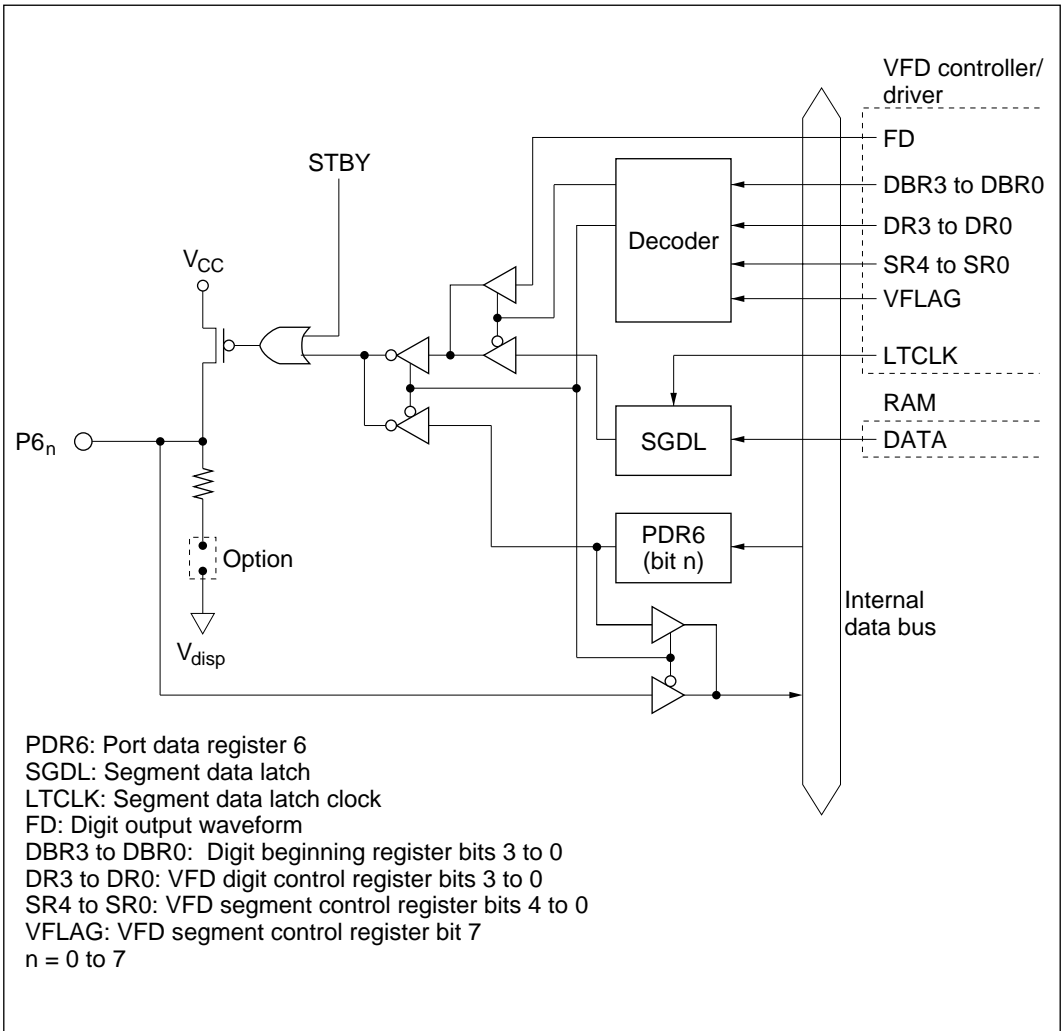 VFD controller/
driver
FD
STBY
DBR3 to DBR0
Decoder
DR3 to DR0
VCC
SR4 to SR0
VFLAG
LTCLK
RAM
P6n
SGDL
DATA
PDR6
(bit n)
Option
Internal
data bus
Vdisp
PDR6: Port data register 6
SGDL: Segment data latch
LTCLK: Segment data latch clock
FD: Digit output waveform
DBR3 to DBR0: Digit beginning register bits 3 to 0
DR3 to DR0: VFD digit control register bits 3 to 0
SR4 to SR0: VFD segment control register bits 4 to 0
VFLAG: VFD segment control register bit 7
n = 0 to 7